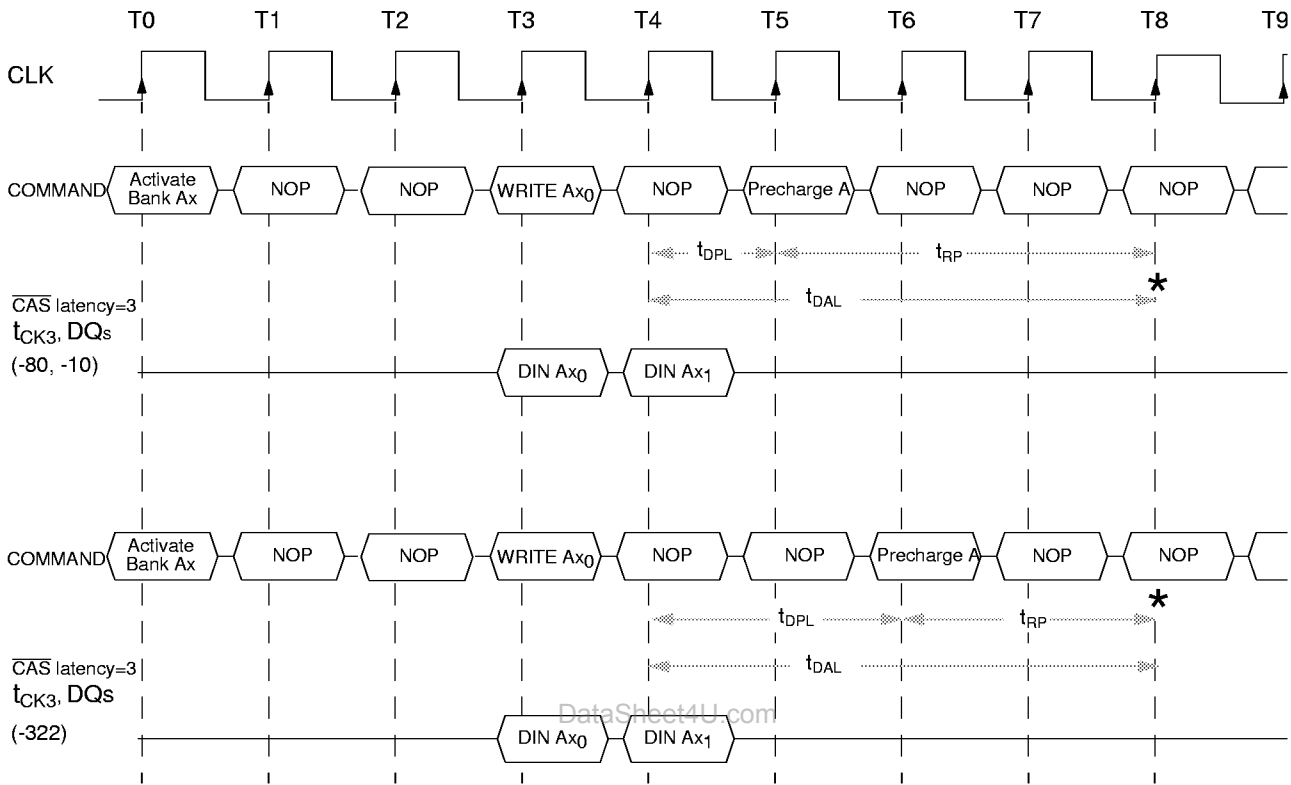 T0 T1 T2 T3 T4 T5 T6 T7 T8 T9
CLK
COMMAND Activate Bank Ax NOP NOP WRITE Ax0 NOP Precharge A NOP NOP NOP
tDPL tRP
*
tDAL
CAS latency=3
tCK3, DQs
(-80, -10)
DIN Ax0 DIN Ax1
COMMAND Activate Bank Ax NOP NOP WRITE Ax0 NOP NOP Precharge A NOP NOP
*
tDPL tRP
tDAL
CAS latency=3
tCK3, DQs
DataSheet4U.com
(-322)
DIN Ax0 DIN Ax1